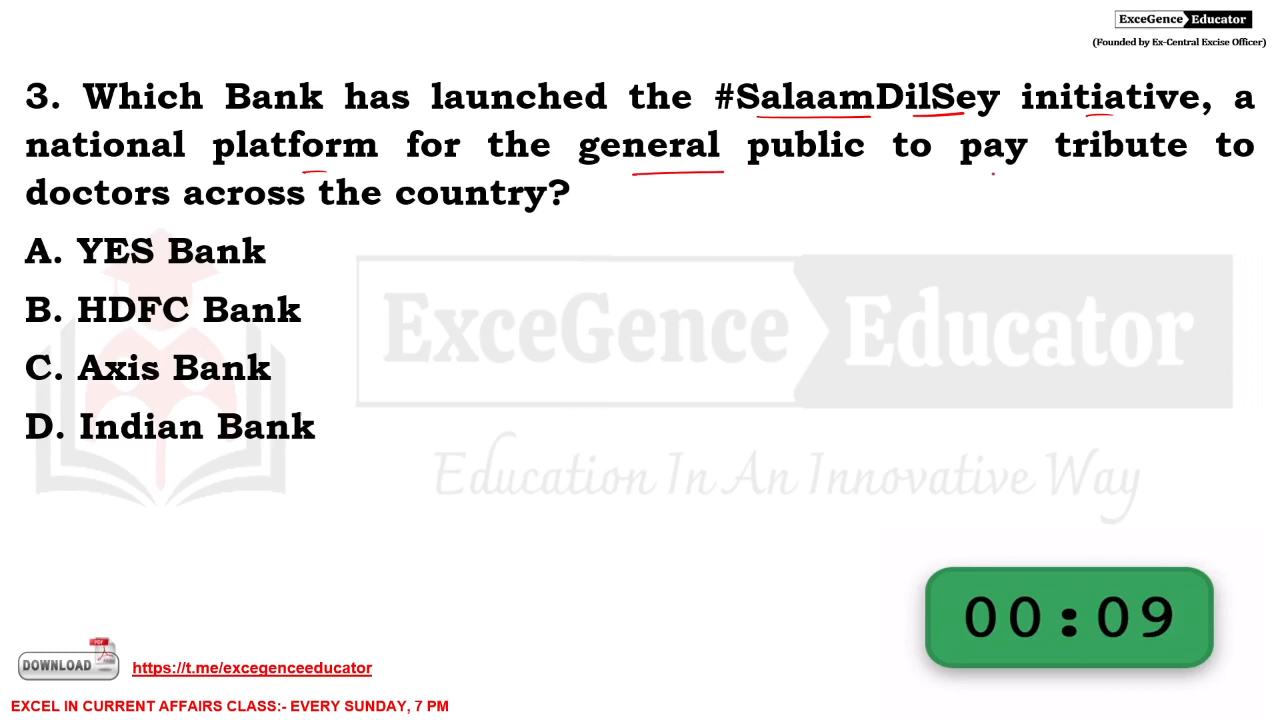 ExceGence Educator
(Founded by Ex-Central Excise Officer)
3. Which Bank has launched the #SalaamDilSey initiative, a
national platform for the general public to pay tribute to
doctors across the country?
A. YES Bank
B. HDFC Bank
C. Axis Bank
D. Indian Bank
ExceGence Educator
Education In An Innovative Way
00:09
DOWNLOAD PDF https://t.me/excegenceeducator
EXCEL IN CURRENT AFFAIRS CLASS:- EVERY SUNDAY, 7 PM